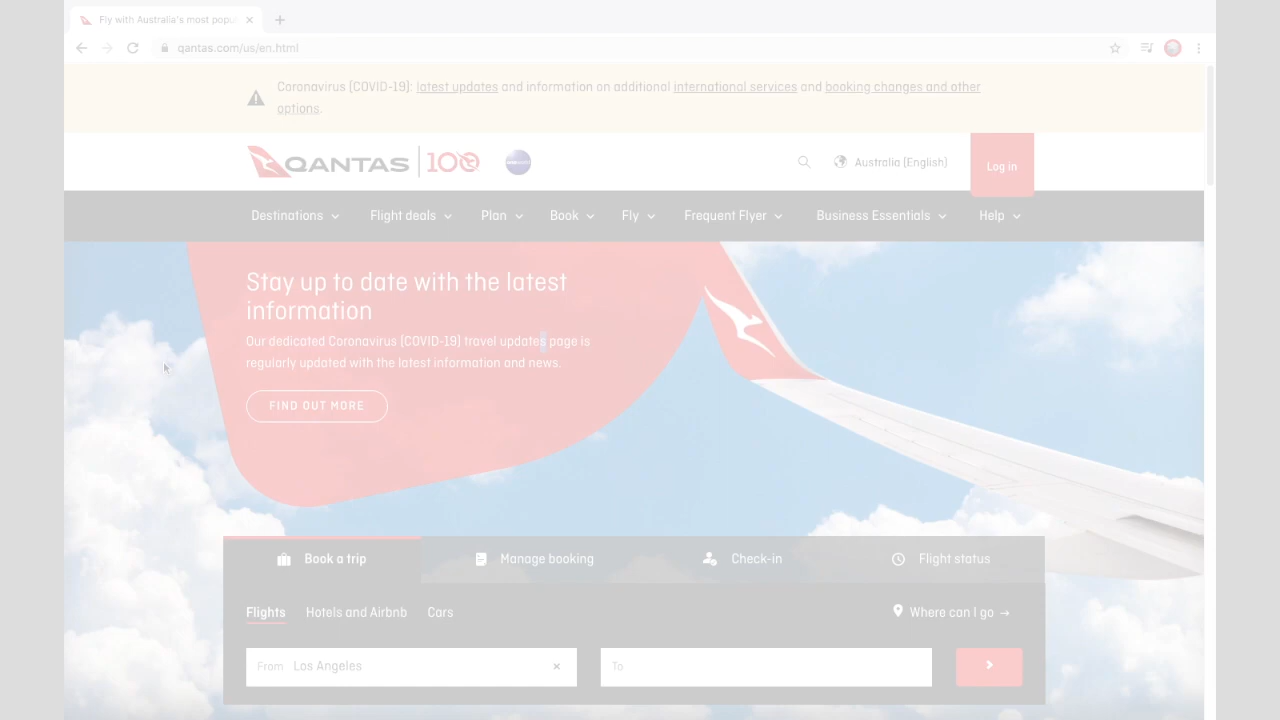 Fly with Australia's most popu
qantas.com/us/en.html
Coronavirus (COVID-19): latest updates and information on additional international services and booking changes and other
options.
QANTAS 100
Australia (English)
Log in
Destinations Flight deals Plan Book Fly Frequent Flyer Business Essentials Help
Stay up to date with the latest
information
Our dedicated Coronavirus (COVID-19) travel updates page is
regularly updated with the latest information and news.
FIND OUT MORE
Book a trip Manage booking Check-in Flight status
Flights Hotels and Airbnb Cars Where can I go →
From Los Angeles To